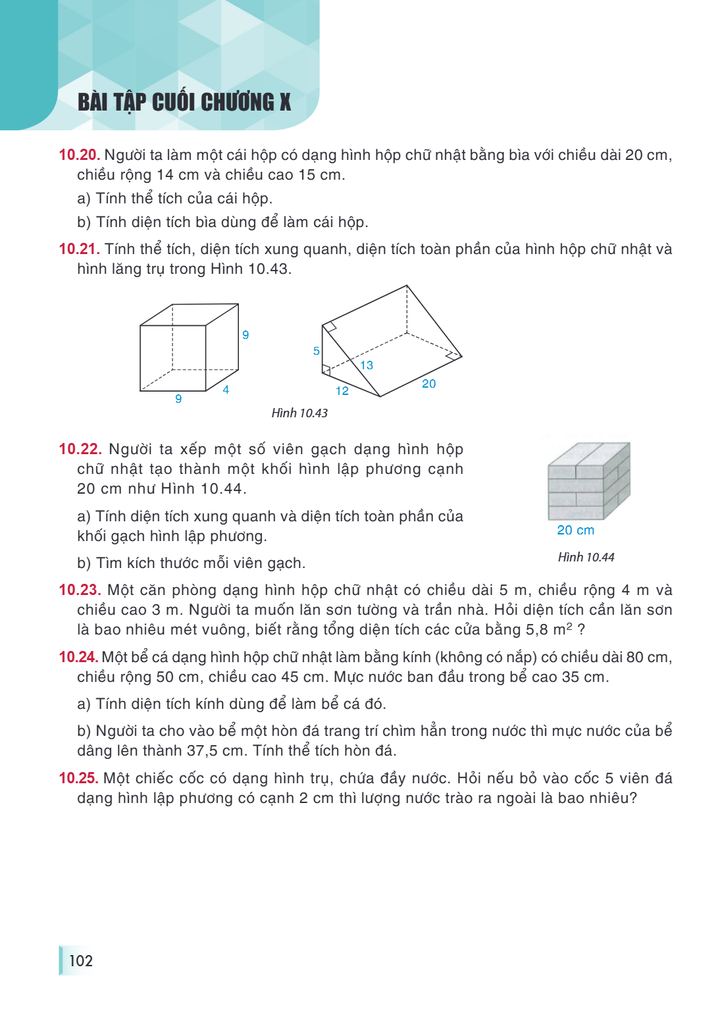 BÀI TẬP CUỐI CHƯƠNG X
10.20. Người ta làm một cái hộp có dạng hình hộp chữ nhật bằng bìa với chiều dài 20 cm,
chiều rộng 14 cm và chiều cao 15 cm.
a) Tính thể tích của cái hộp.
b) Tính diện tích bìa dùng để làm cái hộp.
10.21. Tính thể tích, diện tích xung quanh, diện tích toàn phần của hình hộp chữ nhật và
hình lăng trụ trong Hình 10.43.
9
4
9
5
13
12
20
Hình 10.43
10.22. Người ta xếp một số viên gạch dạng hình hộp
chữ nhật tạo thành một khối hình lập phương cạnh
20 cm như Hình 10.44.
a) Tính diện tích xung quanh và diện tích toàn phần của
khối gạch hình lập phương.
b) Tìm kích thước mỗi viên gạch.
20 cm
Hình 10.44
10.23. Một căn phòng dạng hình hộp chữ nhật có chiều dài 5 m, chiều rộng 4 m và
chiều cao 3 m. Người ta muốn lăn sơn tường và trần nhà. Hỏi diện tích cần lăn sơn
là bao nhiêu mét vuông, biết rằng tổng diện tích các cửa bằng 5,8 m² ?
10.24. Một bể cá dạng hình hộp chữ nhật làm bằng kính (không có nắp) có chiều dài 80 cm,
chiều rộng 50 cm, chiều cao 45 cm. Mực nước ban đầu trong bể cao 35 cm.
a) Tính diện tích kính dùng để làm bể cá đó.
b) Người ta cho vào bể một hòn đá trang trí chìm hẳn trong nước thì mực nước của bể
dâng lên thành 37,5 cm. Tính thể tích hòn đá.
10.25. Một chiếc cốc có dạng hình trụ, chứa đầy nước. Hỏi nếu bỏ vào cốc 5 viên đá
dạng hình lập phương có cạnh 2 cm thì lượng nước trào ra ngoài là bao nhiêu?
102